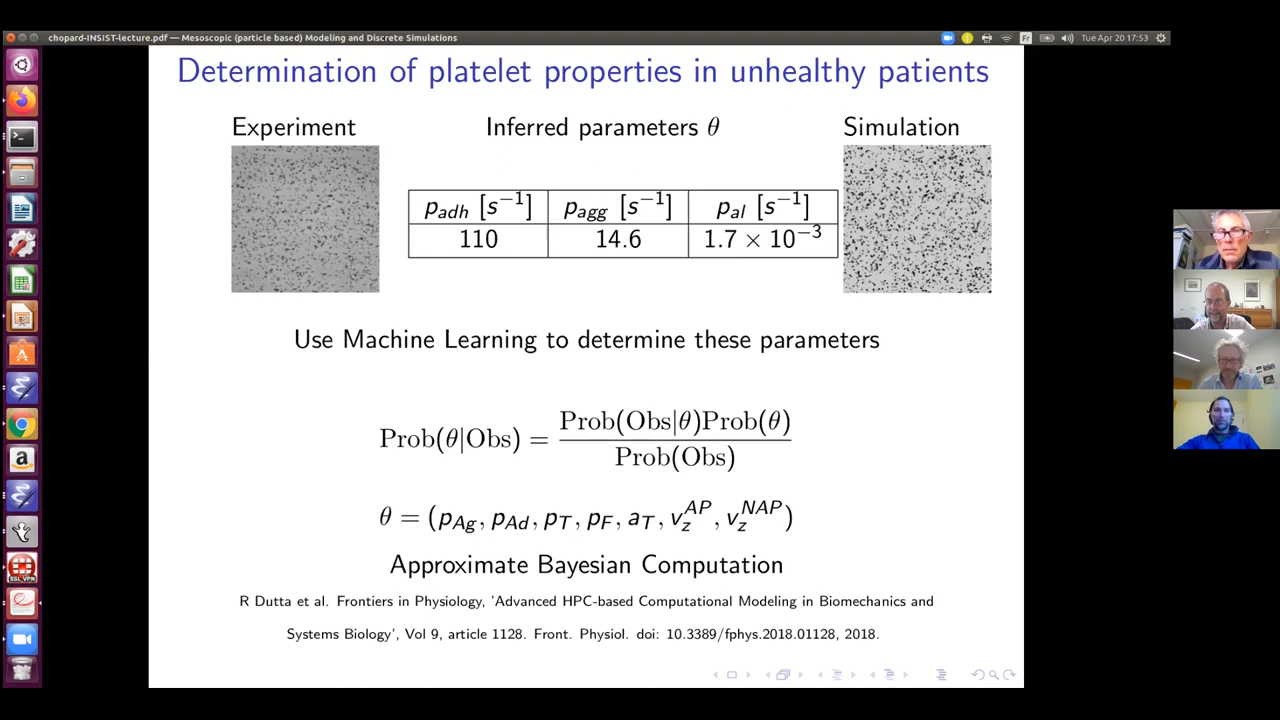 chopard-INSIST-lecture.pdf — Mesoscopic (particle based) Modeling and Discrete Simulations
Fr
Tue Apr 20 17:53
Determination of platelet properties in unhealthy patients
Experiment
Inferred parameters θ
Simulation
p_adh [s⁻¹] p_agg [s⁻¹] p_al [s⁻¹]
110 14.6 1.7 × 10⁻³
Use Machine Learning to determine these parameters
Prob(θ|Obs) = Prob(Obs|θ)Prob(θ) / Prob(Obs)
θ = (p_Ag, p_Ad, p_T, p_F, a_T, v_z^AP, v_z^NAP)
Approximate Bayesian Computation
R Dutta et al. Frontiers in Physiology, 'Advanced HPC-based Computational Modeling in Biomechanics and
Systems Biology', Vol 9, article 1128. Front. Physiol. doi: 10.3389/fphys.2018.01128, 2018.
SSL VPN